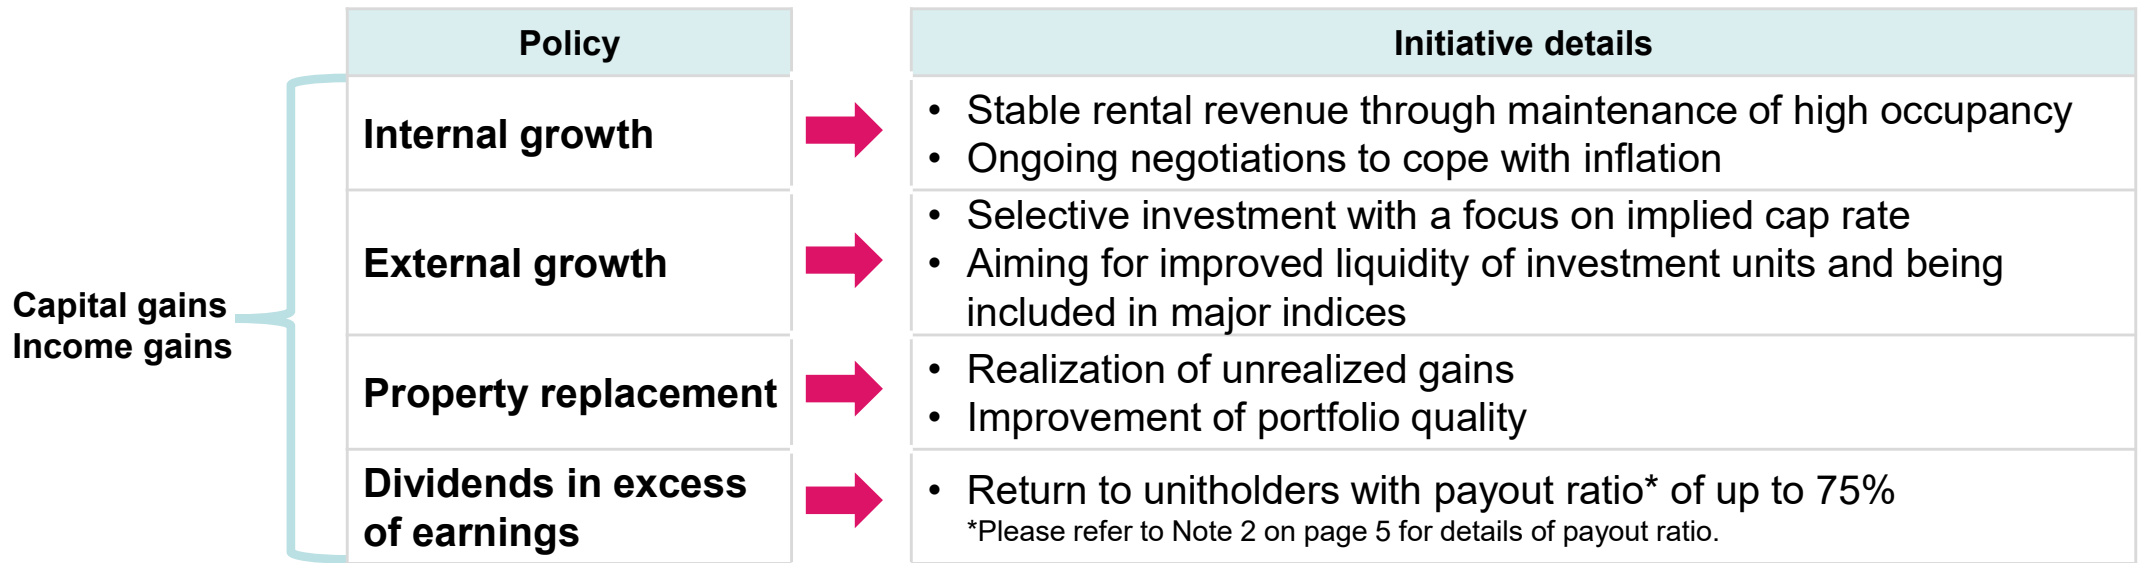 Policy
Initiative details
Capital gains
Income gains
Internal growth
• Stable rental revenue through maintenance of high occupancy
• Ongoing negotiations to cope with inflation
External growth
• Selective investment with a focus on implied cap rate
• Aiming for improved liquidity of investment units and being
included in major indices
Property replacement
• Realization of unrealized gains
• Improvement of portfolio quality
Dividends in excess
of earnings
• Return to unitholders with payout ratio* of up to 75%
*Please refer to Note 2 on page 5 for details of payout ratio.